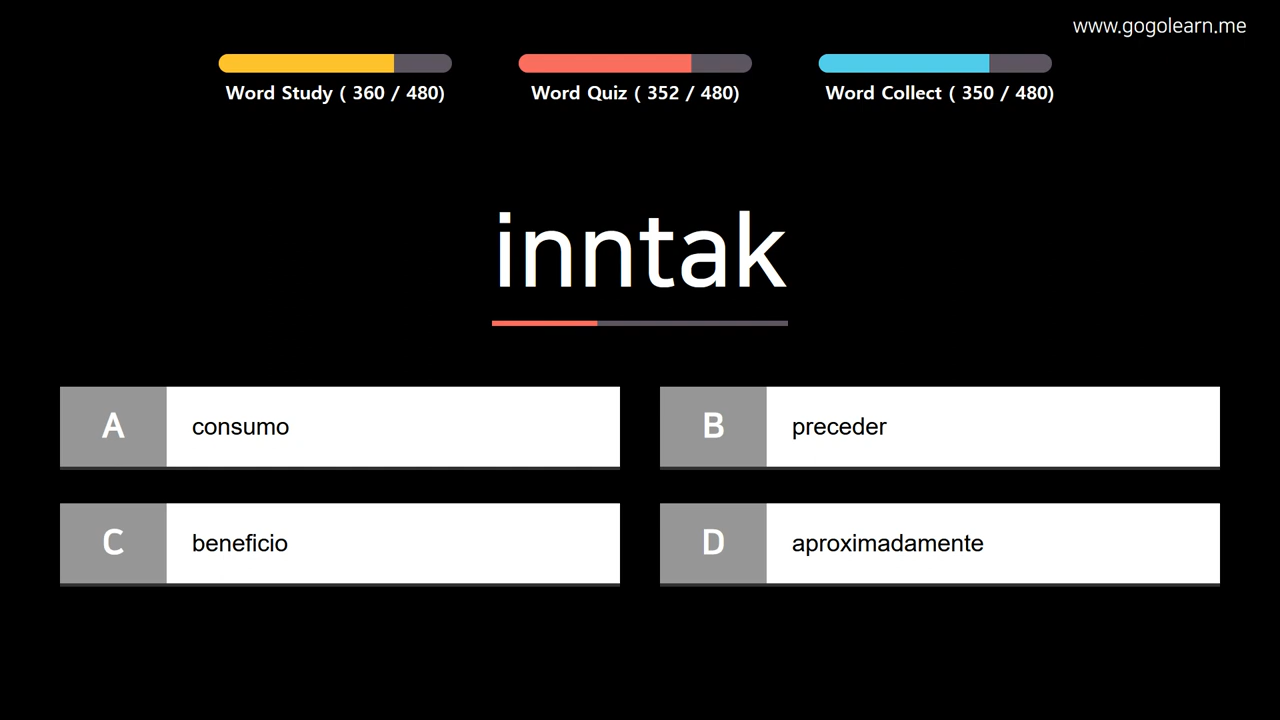 www.gogolearn.me
Word Study ( 360 / 480)
Word Quiz ( 352 / 480)
Word Collect ( 350 / 480)
inntak
A consumo
B preceder
C beneficio
D aproximadamente